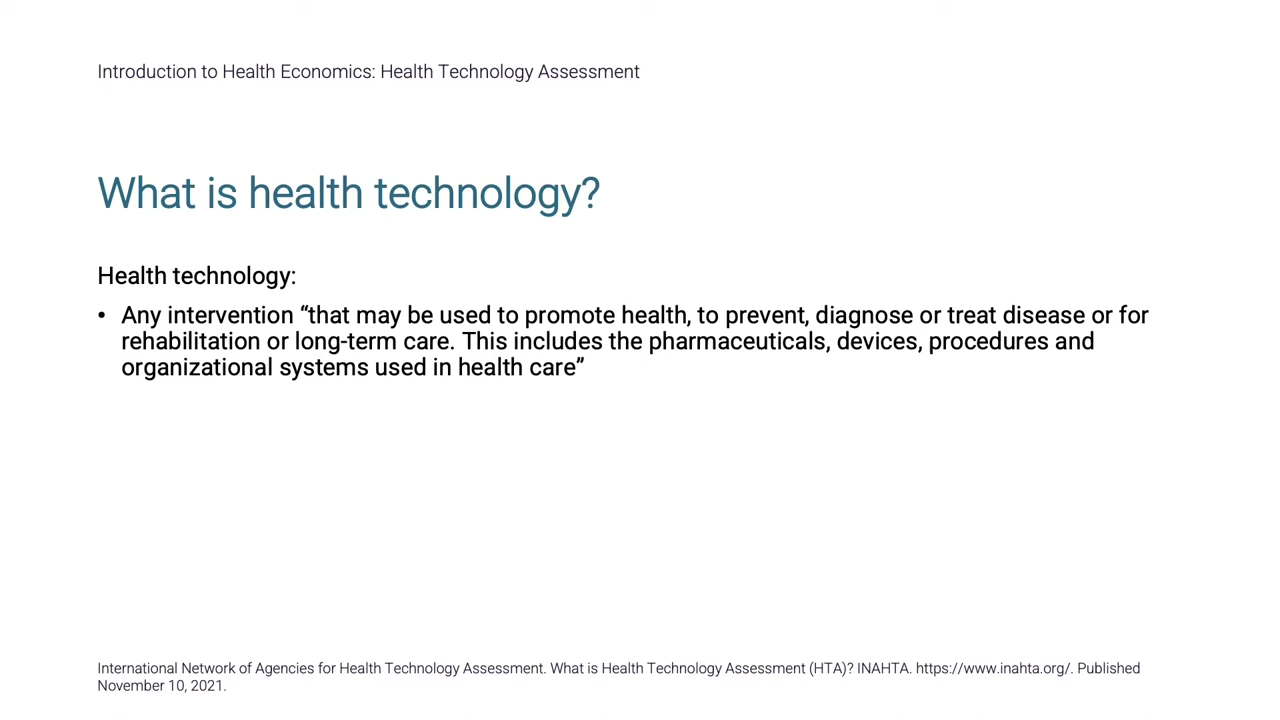 Introduction to Health Economics: Health Technology Assessment
What is health technology?
Health technology:
• Any intervention “that may be used to promote health, to prevent, diagnose or treat disease or for
rehabilitation or long-term care. This includes the pharmaceuticals, devices, procedures and
organizational systems used in health care”
International Network of Agencies for Health Technology Assessment. What is Health Technology Assessment (HTA)? INAHTA. https://www.inahta.org/. Published
November 10, 2021.